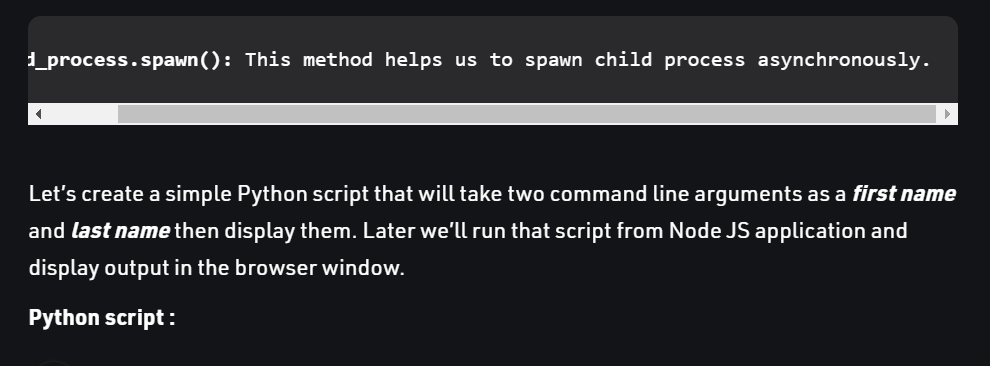 d_process.spawn(): This method helps us to spawn child process asynchronously.
Let's create a simple Python script that will take two command line arguments as a first name
and last name then display them. Later we'll run that script from Node JS application and
display output in the browser window.
Python script :